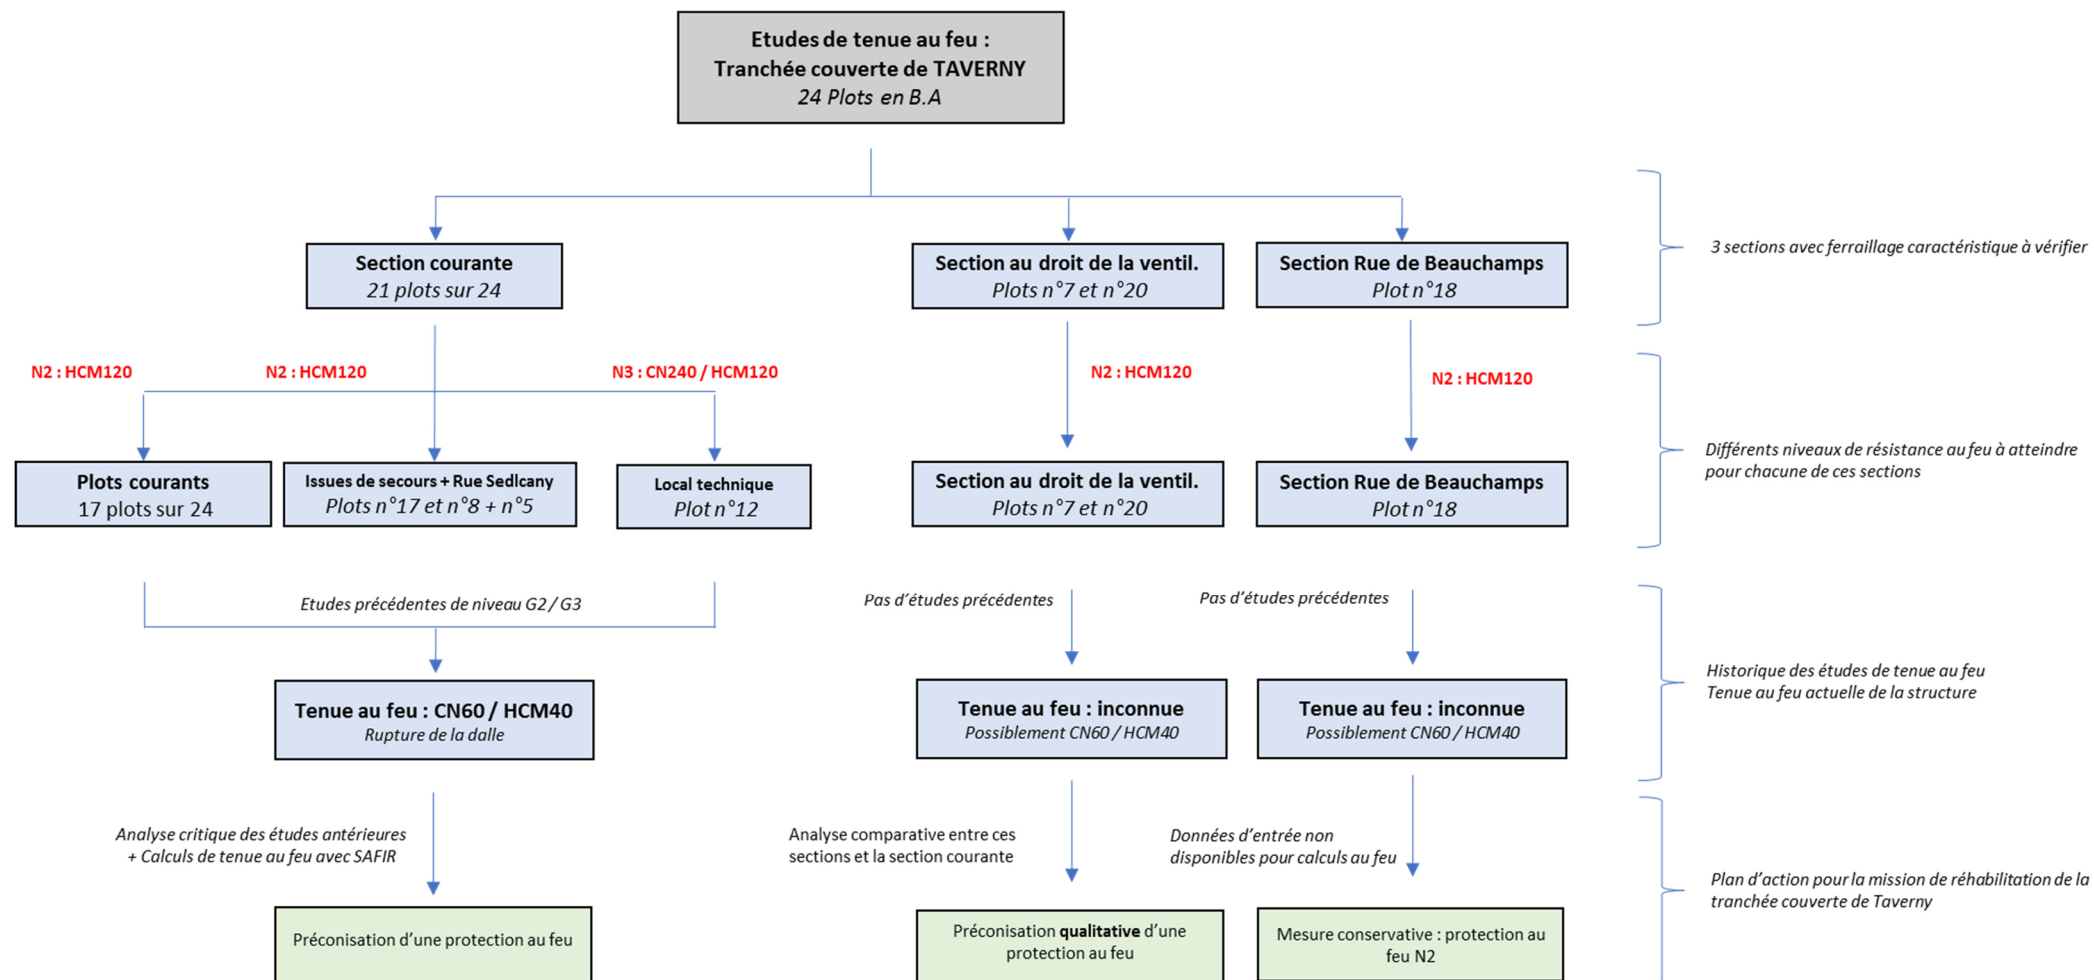 Etudes de tenue au feu :
Tranchée couverte de TAVERNY
24 Plots en B.A
Section courante
21 plots sur 24
Section au droit de la ventil.
Plots n°7 et n°20
Section Rue de Beauchamps
Plot n°18
3 sections avec ferraillage caractéristique à vérifier
N2 : HCM120
N2 : HCM120
N3 : CN240 / HCM120
N2 : HCM120
N2 : HCM120
Plots courants
17 plots sur 24
Issues de secours + Rue Sedlcany
Plots n°17 et n°8 + n°5
Local technique
Plot n°12
Section au droit de la ventil.
Plots n°7 et n°20
Section Rue de Beauchamps
Plot n°18
Différents niveaux de résistance au feu à atteindre
pour chacune de ces sections
Etudes précédentes de niveau G2 / G3
Pas d'études précédentes
Pas d'études précédentes
Tenue au feu : CN60 / HCM40
Rupture de la dalle
Tenue au feu : inconnue
Possiblement CN60 / HCM40
Tenue au feu : inconnue
Possiblement CN60 / HCM40
Historique des études de tenue au feu
Tenue au feu actuelle de la structure
Analyse critique des études antérieures
+ Calculs de tenue au feu avec SAFIR
Analyse comparative entre ces
sections et la section courante
Données d'entrée non
disponibles pour calculs au feu
Préconisation d'une protection au feu
Préconisation qualitative d'une
protection au feu
Mesure conservative : protection au
feu N2
Plan d'action pour la mission de réhabilitation de la
tranchée couverte de Taverny